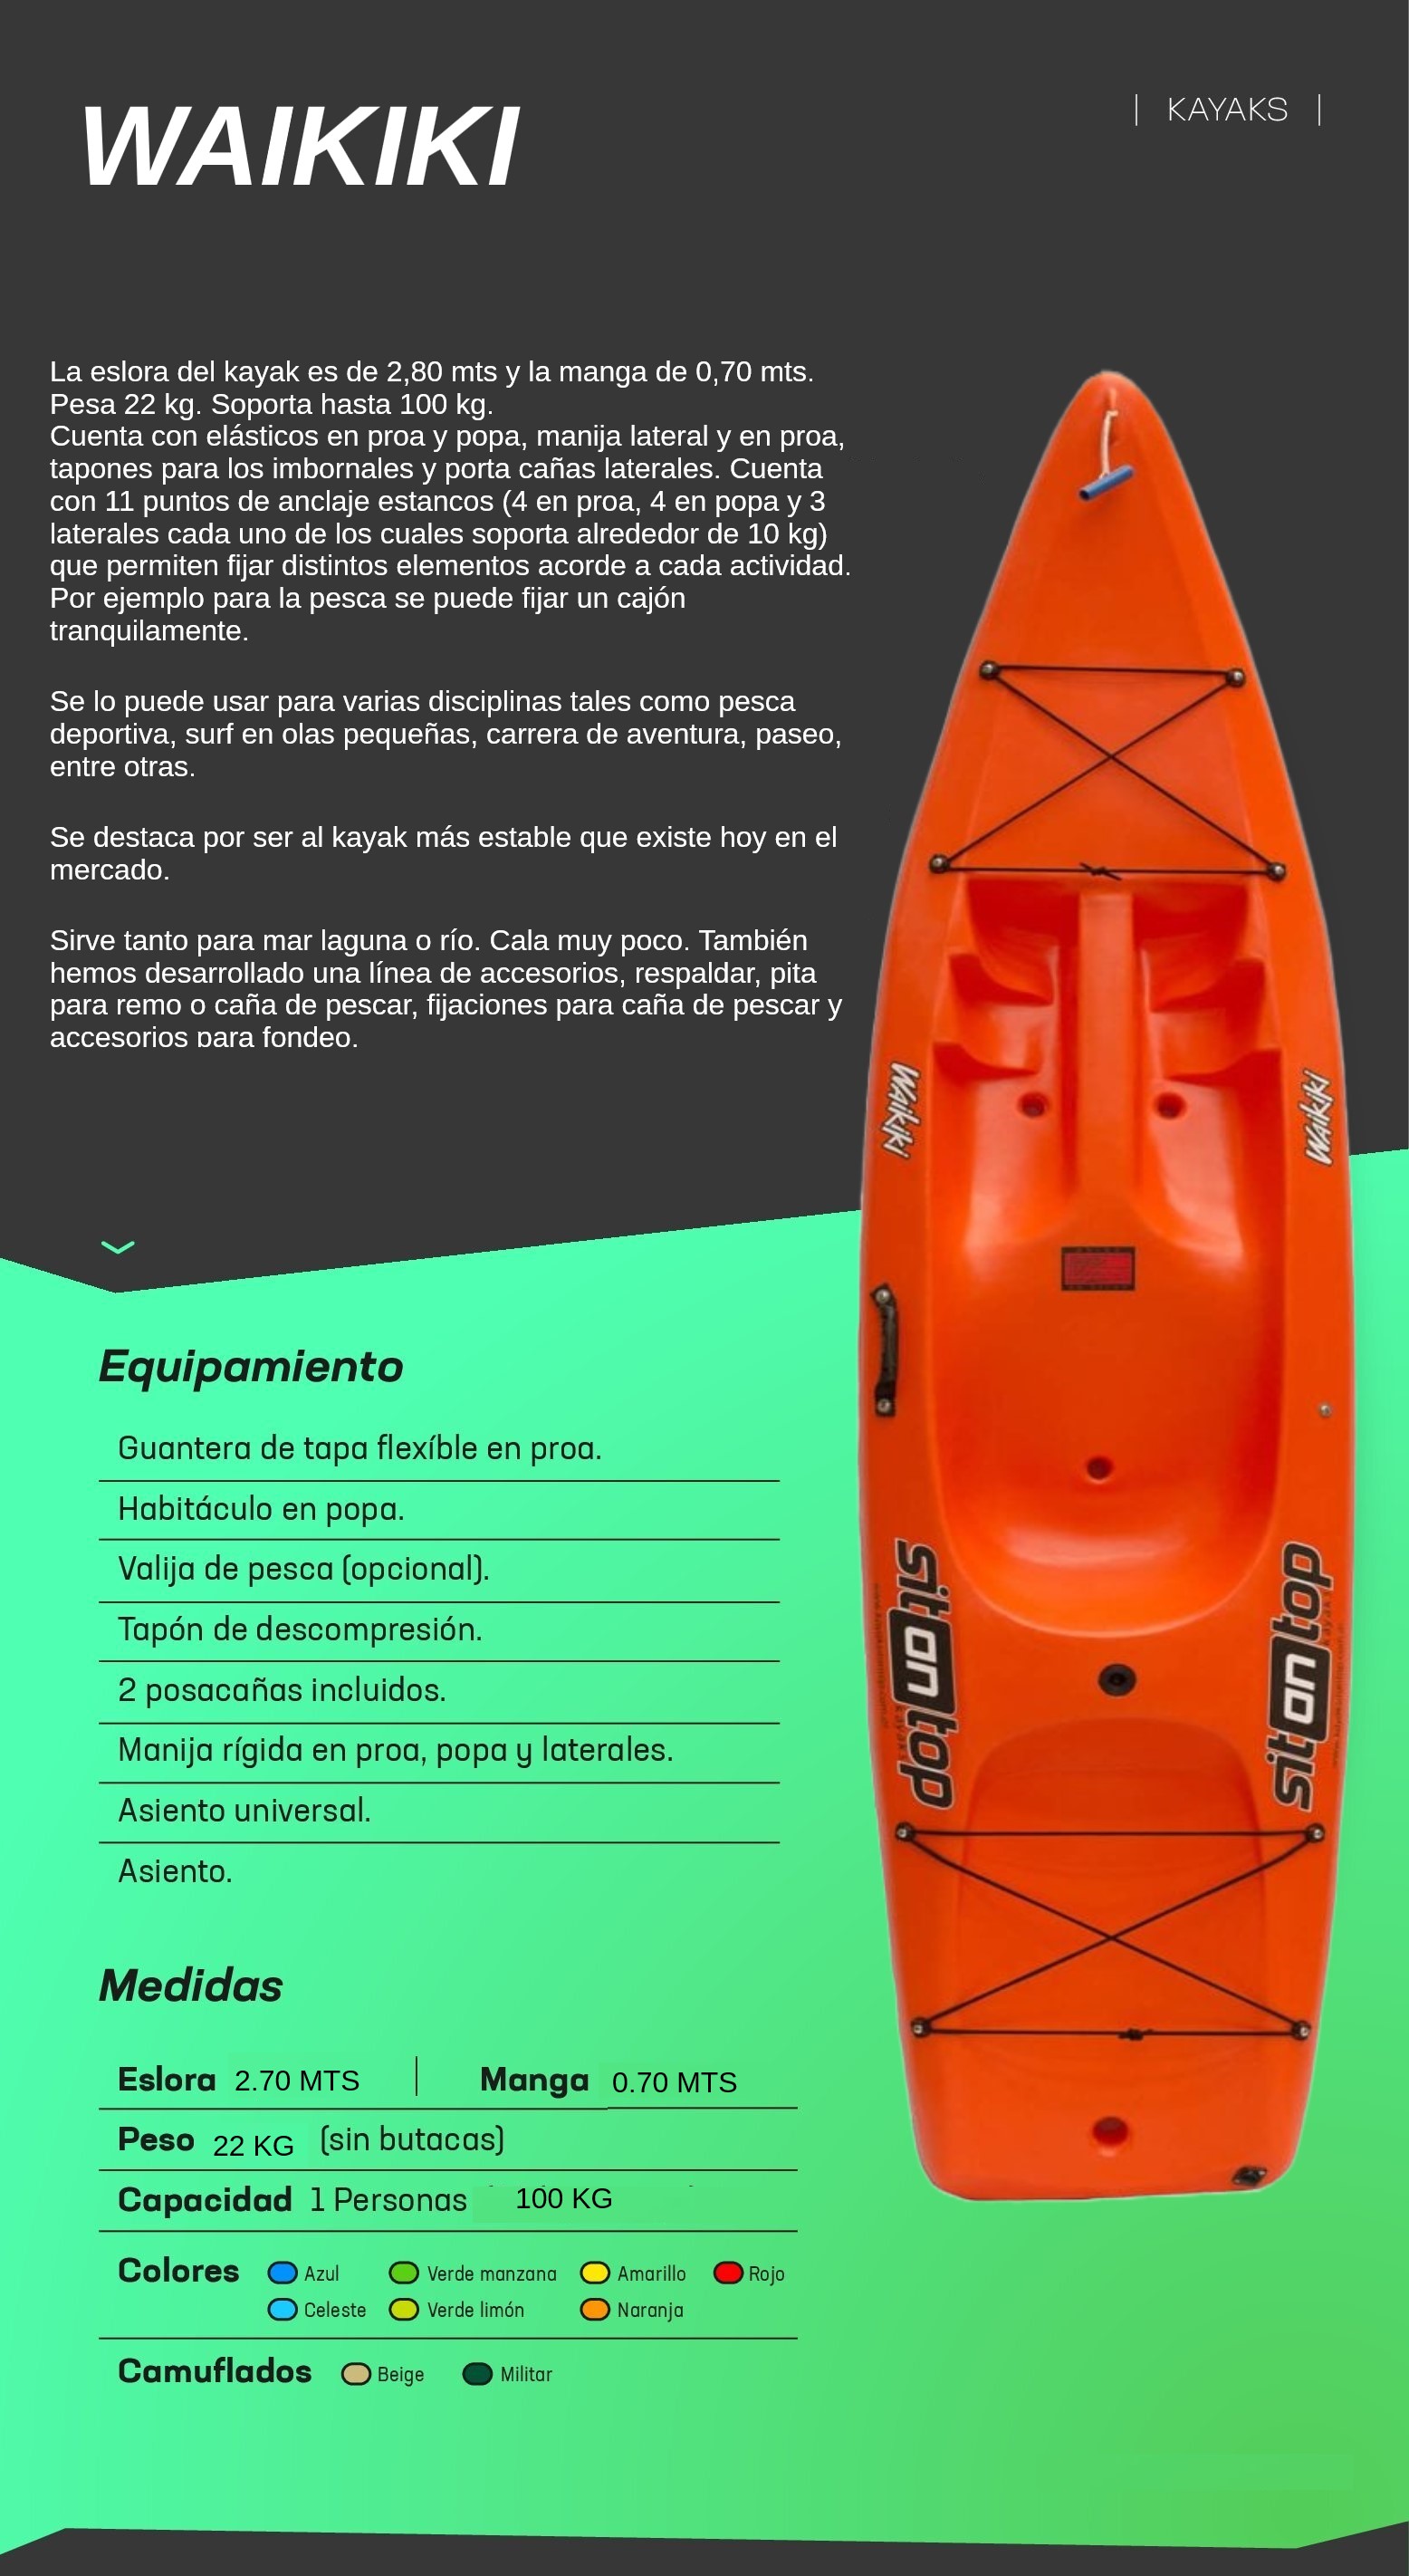 WAIKIKI
| KAYAKS |
La eslora del kayak es de 2,80 mts y la manga de 0,70 mts.
Pesa 22 kg. Soporta hasta 100 kg.
Cuenta con elásticos en proa y popa, manija lateral y en proa,
tapones para los imbornales y porta cañas laterales. Cuenta
con 11 puntos de anclaje estancos (4 en proa, 4 en popa y 3
laterales cada uno de los cuales soporta alrededor de 10 kg)
que permiten fijar distintos elementos acorde a cada actividad.
Por ejemplo para la pesca se puede fijar un cajón
tranquilamente.
Se lo puede usar para varias disciplinas tales como pesca
deportiva, surf en olas pequeñas, carrera de aventura, paseo,
entre otras.
Se destaca por ser al kayak más estable que existe hoy en el
mercado.
Sirve tanto para mar laguna o río. Cala muy poco. También
hemos desarrollado una línea de accesorios, respaldar, pita
para remo o caña de pescar, fijaciones para caña de pescar y
accesorios para fondeo.
Waikiki
Waikiki
sitontop
sitontop
Equipamiento
Guantera de tapa flexíble en proa.
Habitáculo en popa.
Valija de pesca (opcional).
Tapón de descompresión.
2 posacañas incluidos.
Manija rígida en proa, popa y laterales.
Asiento universal.
Asiento.
Medidas
Eslora 2.70 MTS | Manga 0.70 MTS
Peso 22 KG (sin butacas)
Capacidad 1 Personas 100 KG
Colores Azul Verde manzana Amarillo Rojo
Celeste Verde limón Naranja
Camuflados Beige Militar